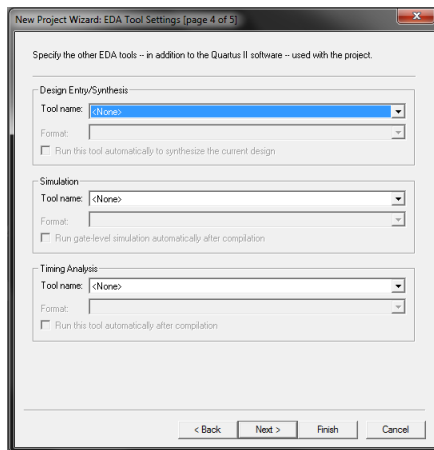 New Project Wizard: EDA Tool Settings [page 4 of 5]
Specify the other EDA tools -- in addition to the Quartus II software -- used with the project.
Design Entry/Synthesis
Tool name: <None>
Format:
Run this tool automatically to synthesize the current design
Simulation
Tool name: <None>
Format:
Run gate-level simulation automatically after compilation
Timing Analysis
Tool name: <None>
Format:
Run this tool automatically after compilation
< Back Next > Finish Cancel